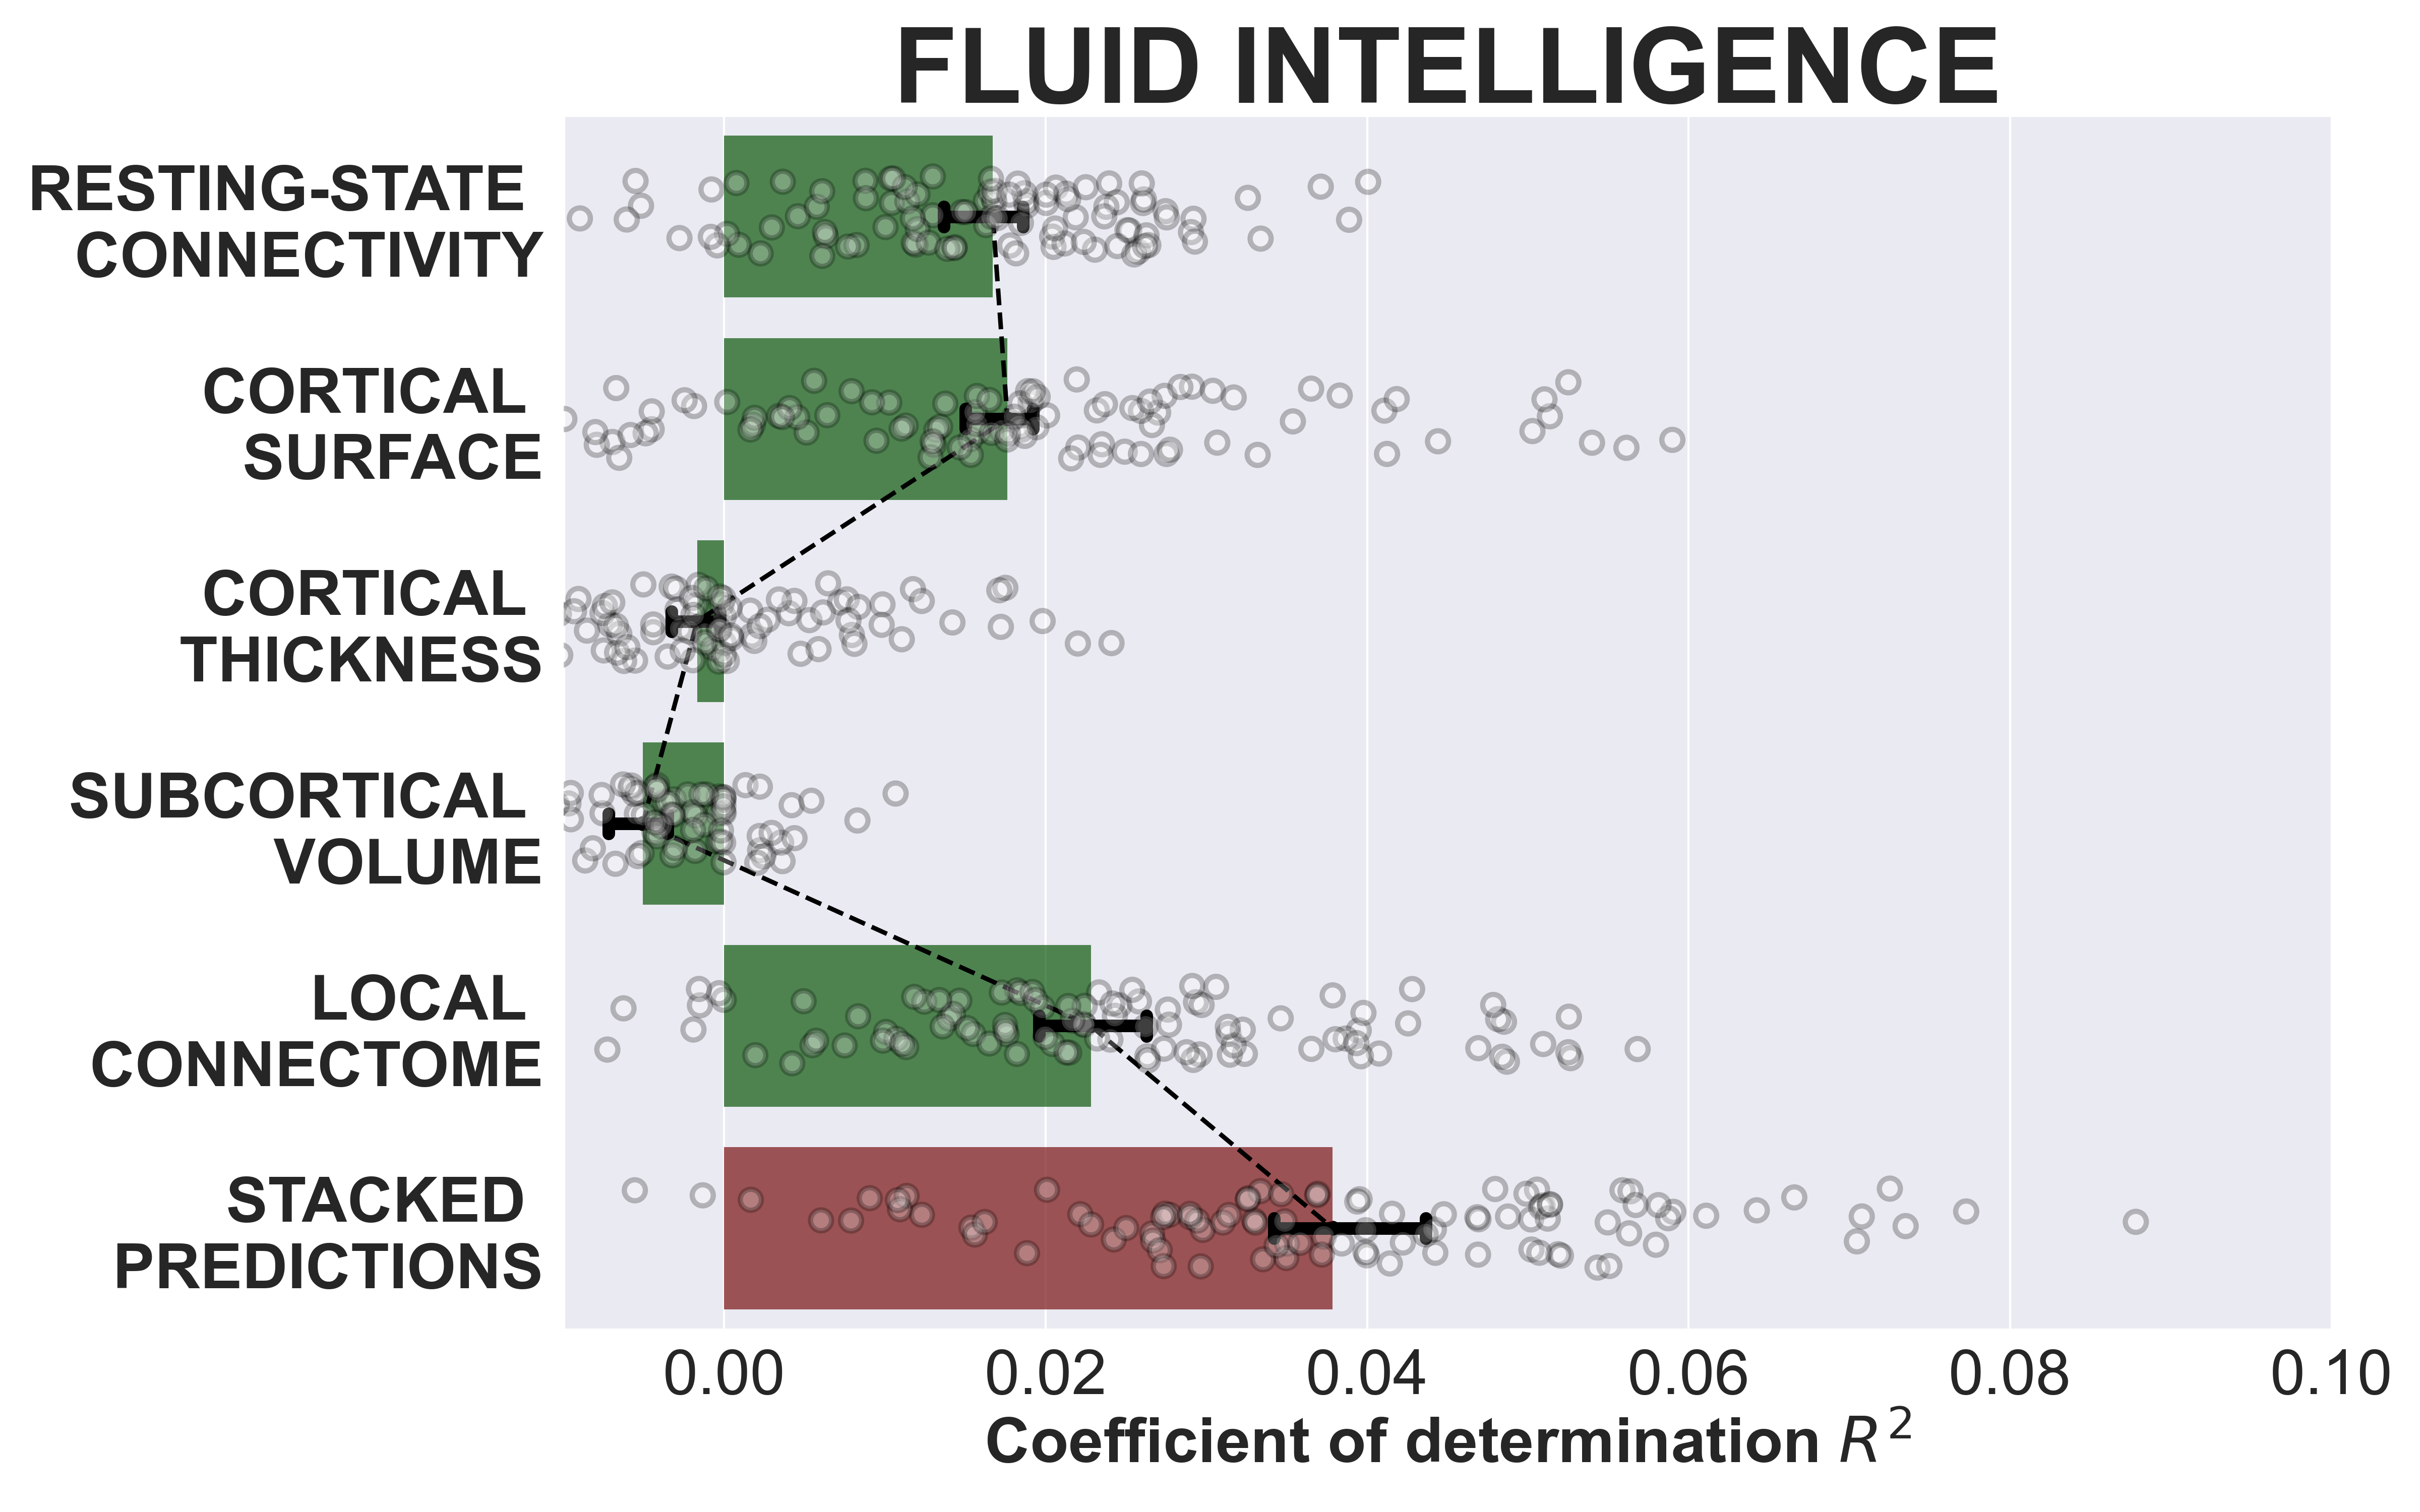 FLUID INTELLIGENCE
RESTING-STATE
CONNECTIVITY
CORTICAL
SURFACE
CORTICAL
THICKNESS
SUBCORTICAL
VOLUME
LOCAL
CONNECTOME
STACKED
PREDICTIONS
0.00 0.02 0.04 0.06 0.08 0.10
Coefficient of determination R²